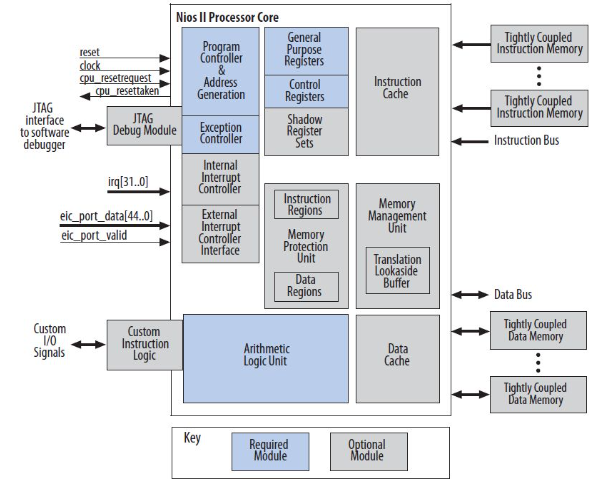 Nios II Processor Core
reset
clock
cpu_resetrequest
cpu_resettaken
JTAG
interface
to software
debugger
JTAG
Debug Module
irq[31..0]
eic_port_data[44..0]
eic_port_valid
Custom
I/O
Signals
Custom
Instruction
Logic
Program
Controller
&
Address
Generation
Exception
Controller
Internal
Interrupt
Controller
External
Interrupt
Controller
Interface
Arithmetic
Logic Unit
General
Purpose
Registers
Control
Registers
Shadow
Register
Sets
Instruction
Regions
Memory
Protection
Unit
Data
Regions
Instruction
Cache
Memory
Management
Unit
Translation
Lookaside
Buffer
Data
Cache
Tightly Coupled
Instruction Memory
Tightly Coupled
Instruction Memory
Instruction Bus
Data Bus
Tightly Coupled
Data Memory
Tightly Coupled
Data Memory
Key
Required
Module
Optional
Module